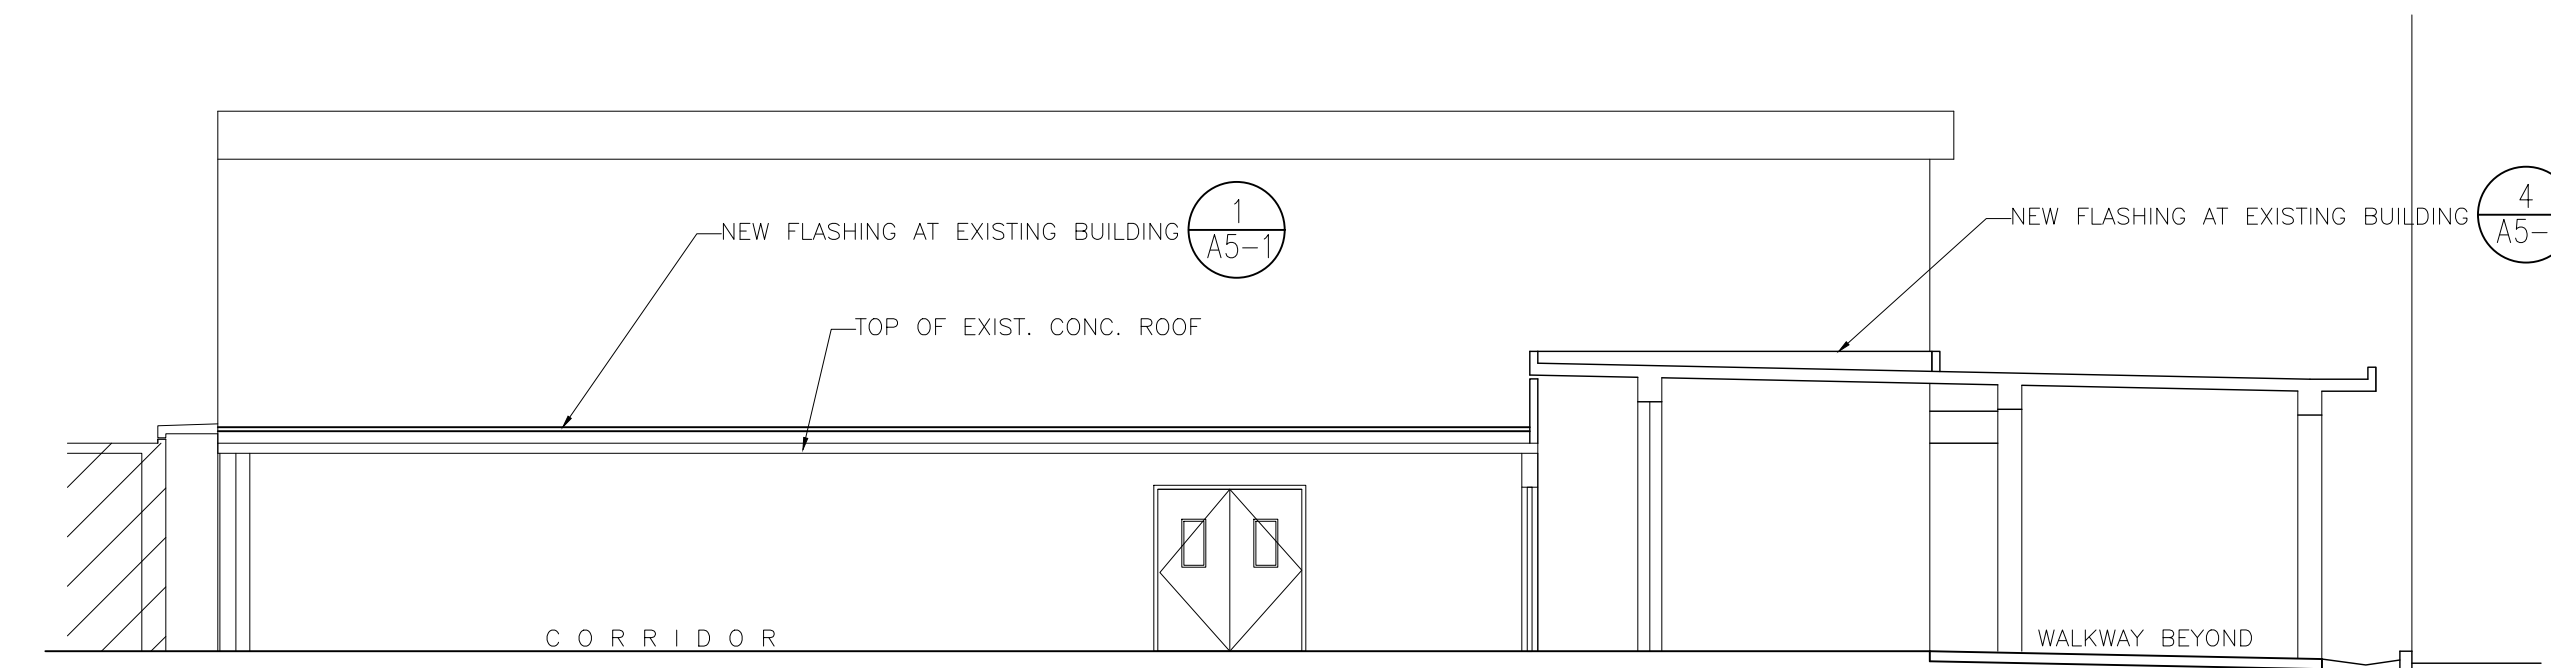 NEW FLASHING AT EXISTING BUILDING
1
A5-1
NEW FLASHING AT EXISTING BUILDING
4
A5-
TOP OF EXIST. CONC. ROOF
CORRIDOR
WALKWAY BEYOND